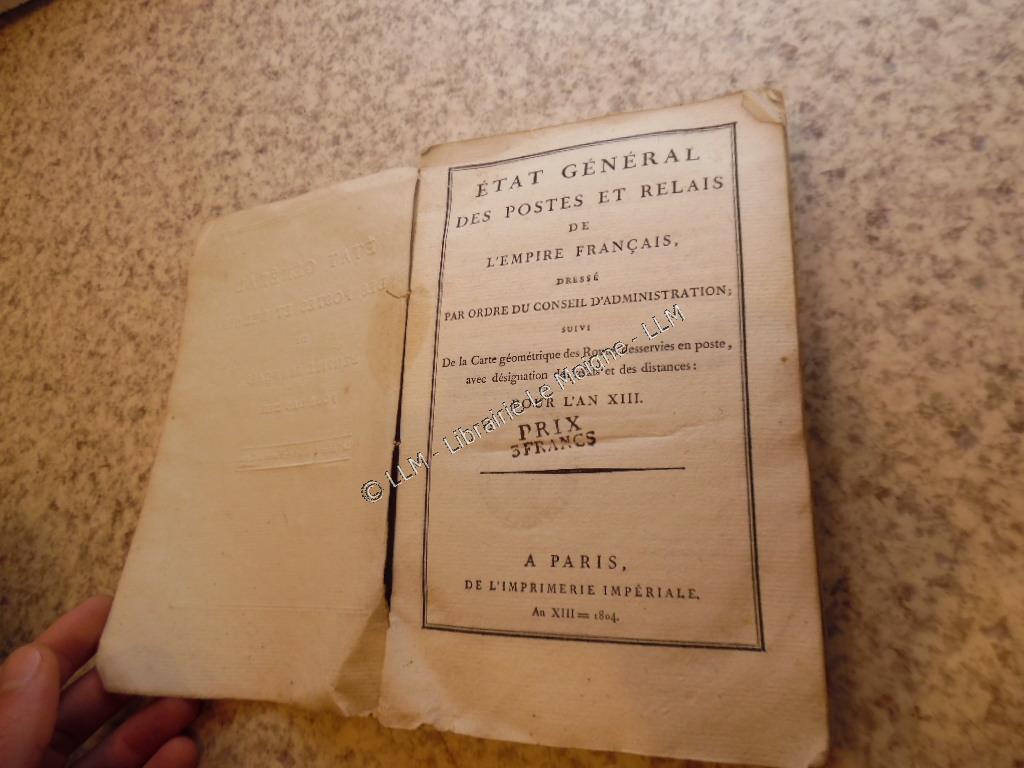 ÉTAT GÉNÉRAL
DES POSTES ET RELAIS
DE
L'EMPIRE FRANÇAIS,
DRESSÉ
PAR ORDRE DU CONSEIL D'ADMINISTRATION;
SUIVI
De la Carte géométrique des desservies en poste,
avec désignation des relais et des distances:
POUR L'AN XIII.
PRIX
3 FRANCS
A PARIS,
DE L'IMPRIMERIE IMPÉRIALE.
An XIII = 1804.
© LLM - Librairie Le Moigne - LLM